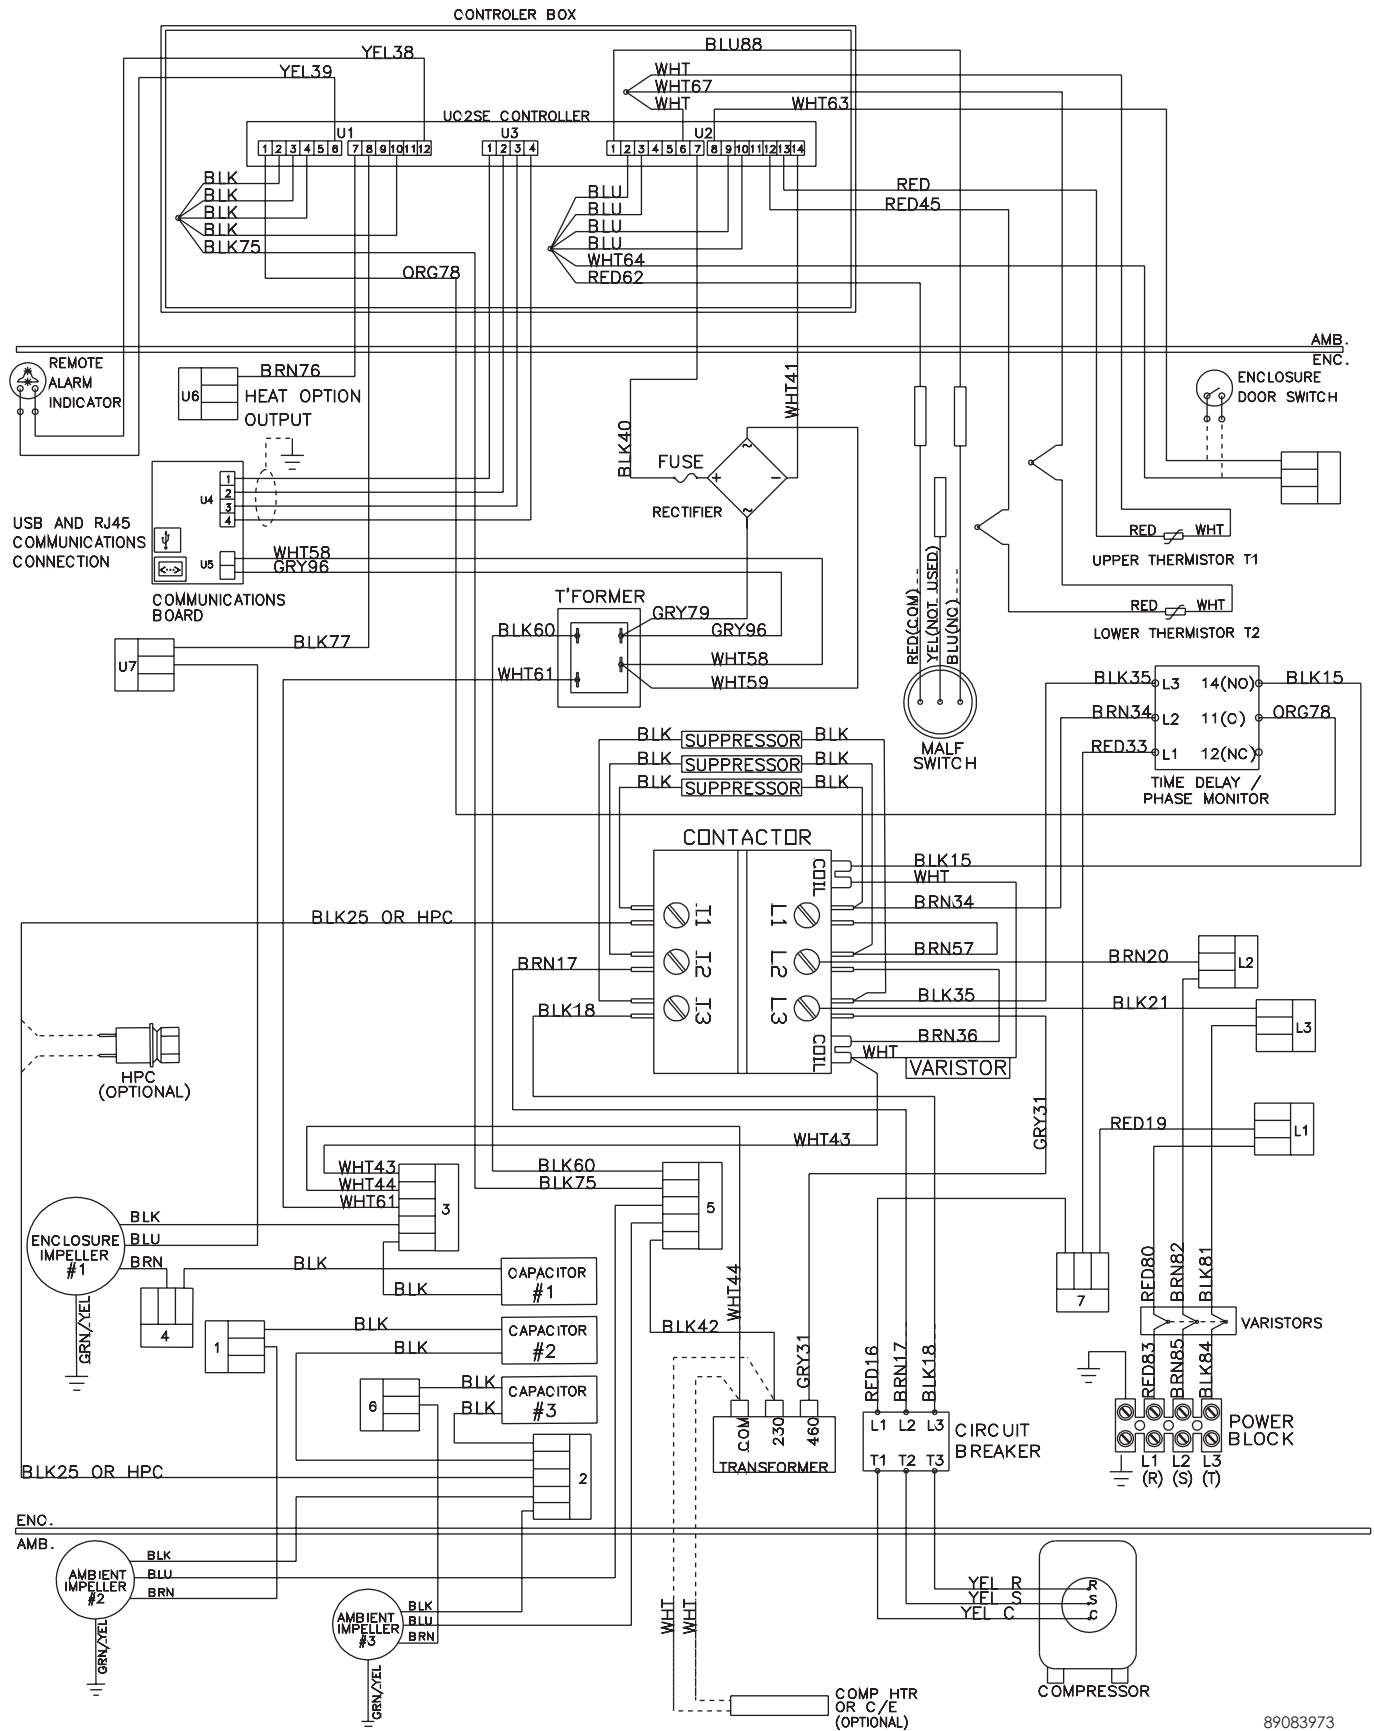 CONTROLER BOX
YEL38
YEL39
BLU88
WHT
WHT67
WHT
WHT63
UC2SE CONTROLLER
U1
U3
U2
1 2 3 4 5 6 7 8 9 10 11 12
1 2 3 4
1 2 3 4 5 6 7 8 9 10 11 12 13 14
BLK
BLK
BLK
BLK
BLK75
ORG78
BLU
BLU
BLU
BLU
WHT64
RED62
RED
RED45
AMB.
ENC.
REMOTE
ALARM
INDICATOR
BRN76
U6
HEAT OPTION
OUTPUT
BLK40
WHT41
FUSE
+
-
~
~
RECTIFIER
ENCLOSURE
DOOR SWITCH
USB AND RJ45
COMMUNICATIONS
CONNECTION
U4
1
2
3
4
U5
WHT58
GRY96
COMMUNICATIONS
BOARD
RED
WHT
UPPER THERMISTOR T1
RED
WHT
LOWER THERMISTOR T2
T'FORMER
BLK60
WHT61
GRY79
GRY96
WHT58
WHT59
U7
BLK77
RED(COM)
YEL(NOT USED)
BLU(NO)
MALF
SWITCH
BLK35
BRN34
RED33
L3
L2
L1
14(NO)
11(C)
12(NC)
BLK15
ORG78
TIME DELAY /
PHASE MONITOR
BLK
SUPPRESSOR
BLK
BLK
SUPPRESSOR
BLK
BLK
SUPPRESSOR
BLK
CONTACTOR
COIL
BLK15
WHT
BRN34
T1
L1
BLK25 OR HPC
BRN57
BRN17
T2
L2
BRN20
L2
BLK35
BLK18
T3
L3
BLK21
L3
BRN36
COIL
WHT
VARISTOR
HPC
(OPTIONAL)
GRY31
RED19
L1
WHT43
WHT43
WHT44
WHT61
3
BLK60
BLK75
5
ENCLOSURE
IMPELLER
#1
BLK
BLU
BRN
GRN/YEL
4
BLK
BLK
CAPACITOR
#1
1
BLK
BLK
CAPACITOR
#2
6
BLK
BLK
CAPACITOR
#3
2
WHT44
BLK42
GRY31
COM
230
460
TRANSFORMER
RED16
BRN17
BLK18
L1 L2 L3
T1 T2 T3
CIRCUIT
BREAKER
7
RED80
BRN82
BLK81
VARISTORS
RED83
BRN85
BLK84
POWER
BLOCK
L1 L2 L3
(R) (S) (T)
BLK25 OR HPC
ENC.
AMB.
AMBIENT
IMPELLER
#2
BLK
BLU
BRN
GRN/YEL
AMBIENT
IMPELLER
#3
BLK
BLU
BRN
GRN/YEL
WHT
WHT
COMP HTR
OR C/E
(OPTIONAL)
YEL R
YEL S
YEL C
R
S
C
COMPRESSOR
89083973